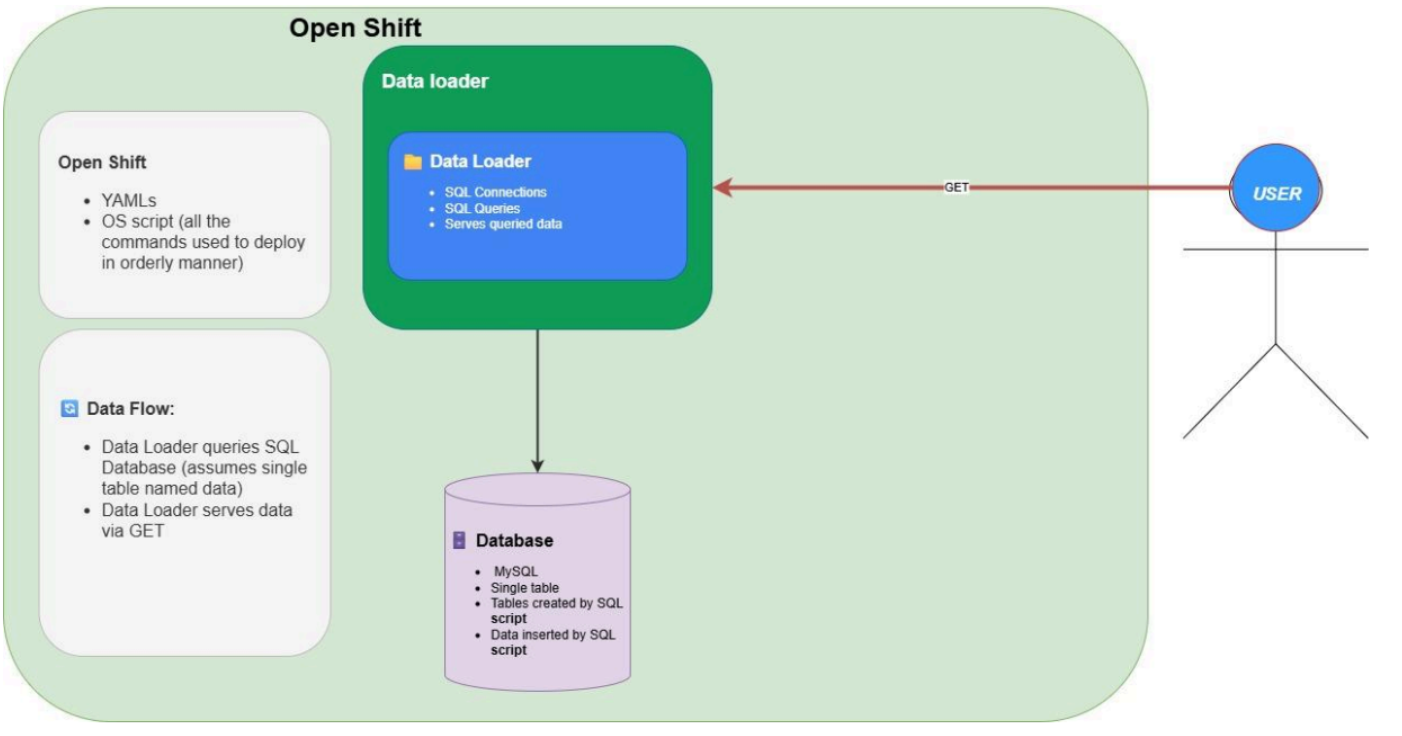 Open Shift
Data loader
Data Loader
SQL Connections
SQL Queries
Serves queried data
GET
USER
Open Shift
YAMLs
OS script (all the
commands used to deploy
in orderly manner)
Data Flow:
Data Loader queries SQL
Database (assumes single
table named data)
Data Loader serves data
via GET
Database
MySQL
Single table
Tables created by SQL
script
Data inserted by SQL
script